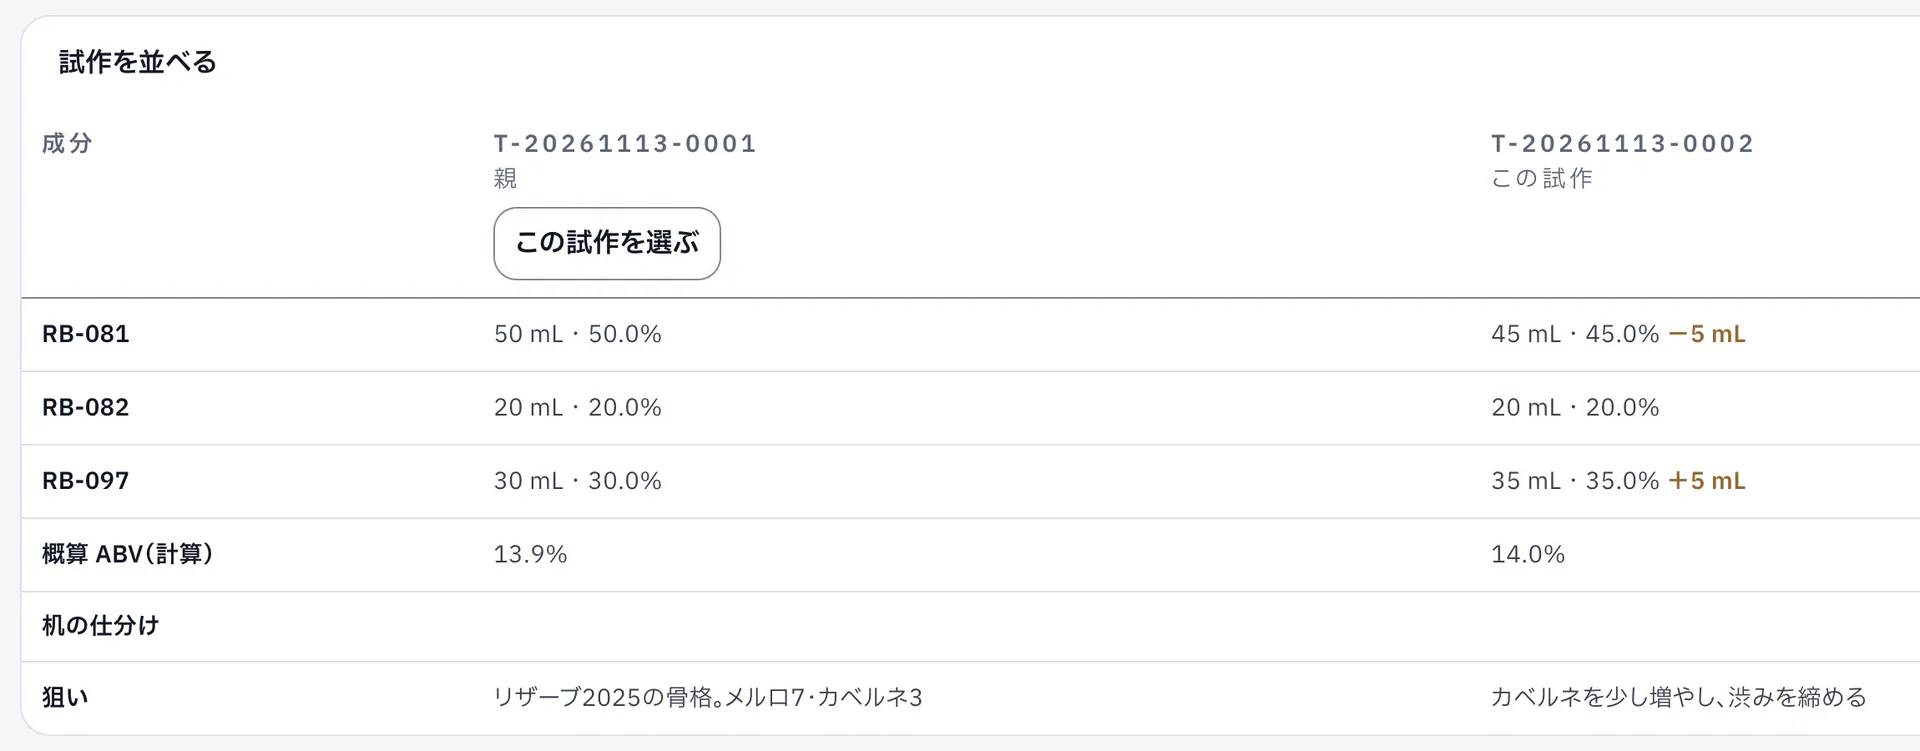 試作を並べる
成分 T-20261113-0001 T-20261113-0002
親 この試作
この試作を選ぶ
RB-081 50 mL · 50.0% 45 mL · 45.0% −5 mL
RB-082 20 mL · 20.0% 20 mL · 20.0%
RB-097 30 mL · 30.0% 35 mL · 35.0% +5 mL
概算 ABV(計算) 13.9% 14.0%
机の仕分け
狙い リザーブ2025の骨格。メルロ7·カベルネ3 カベルネを少し増やし、渋みを締める